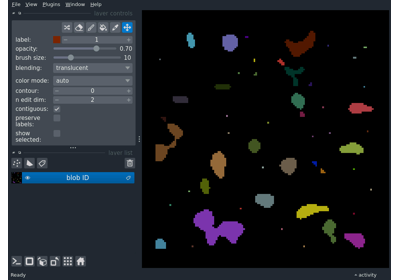 File View Plugins Window Help
layer controls
label: 1
opacity: 0.70
brush size: 10
blending: translucent
color mode: auto
contour: 0
n edit dim: 2
contiguous:
preserve
labels:
show
selected:
layer list
blob ID
Ready
activity